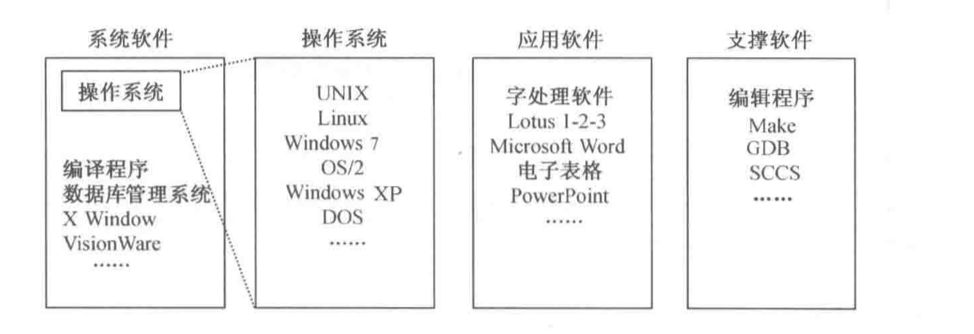 系统软件
操作系统
编译程序
数据库管理系统
X Window
VisionWare
······
操作系统
UNIX
Linux
Windows 7
OS/2
Windows XP
DOS
······
应用软件
字处理软件
Lotus 1-2-3
Microsoft Word
电子表格
PowerPoint
······
支撑软件
编辑程序
Make
GDB
SCCS
······